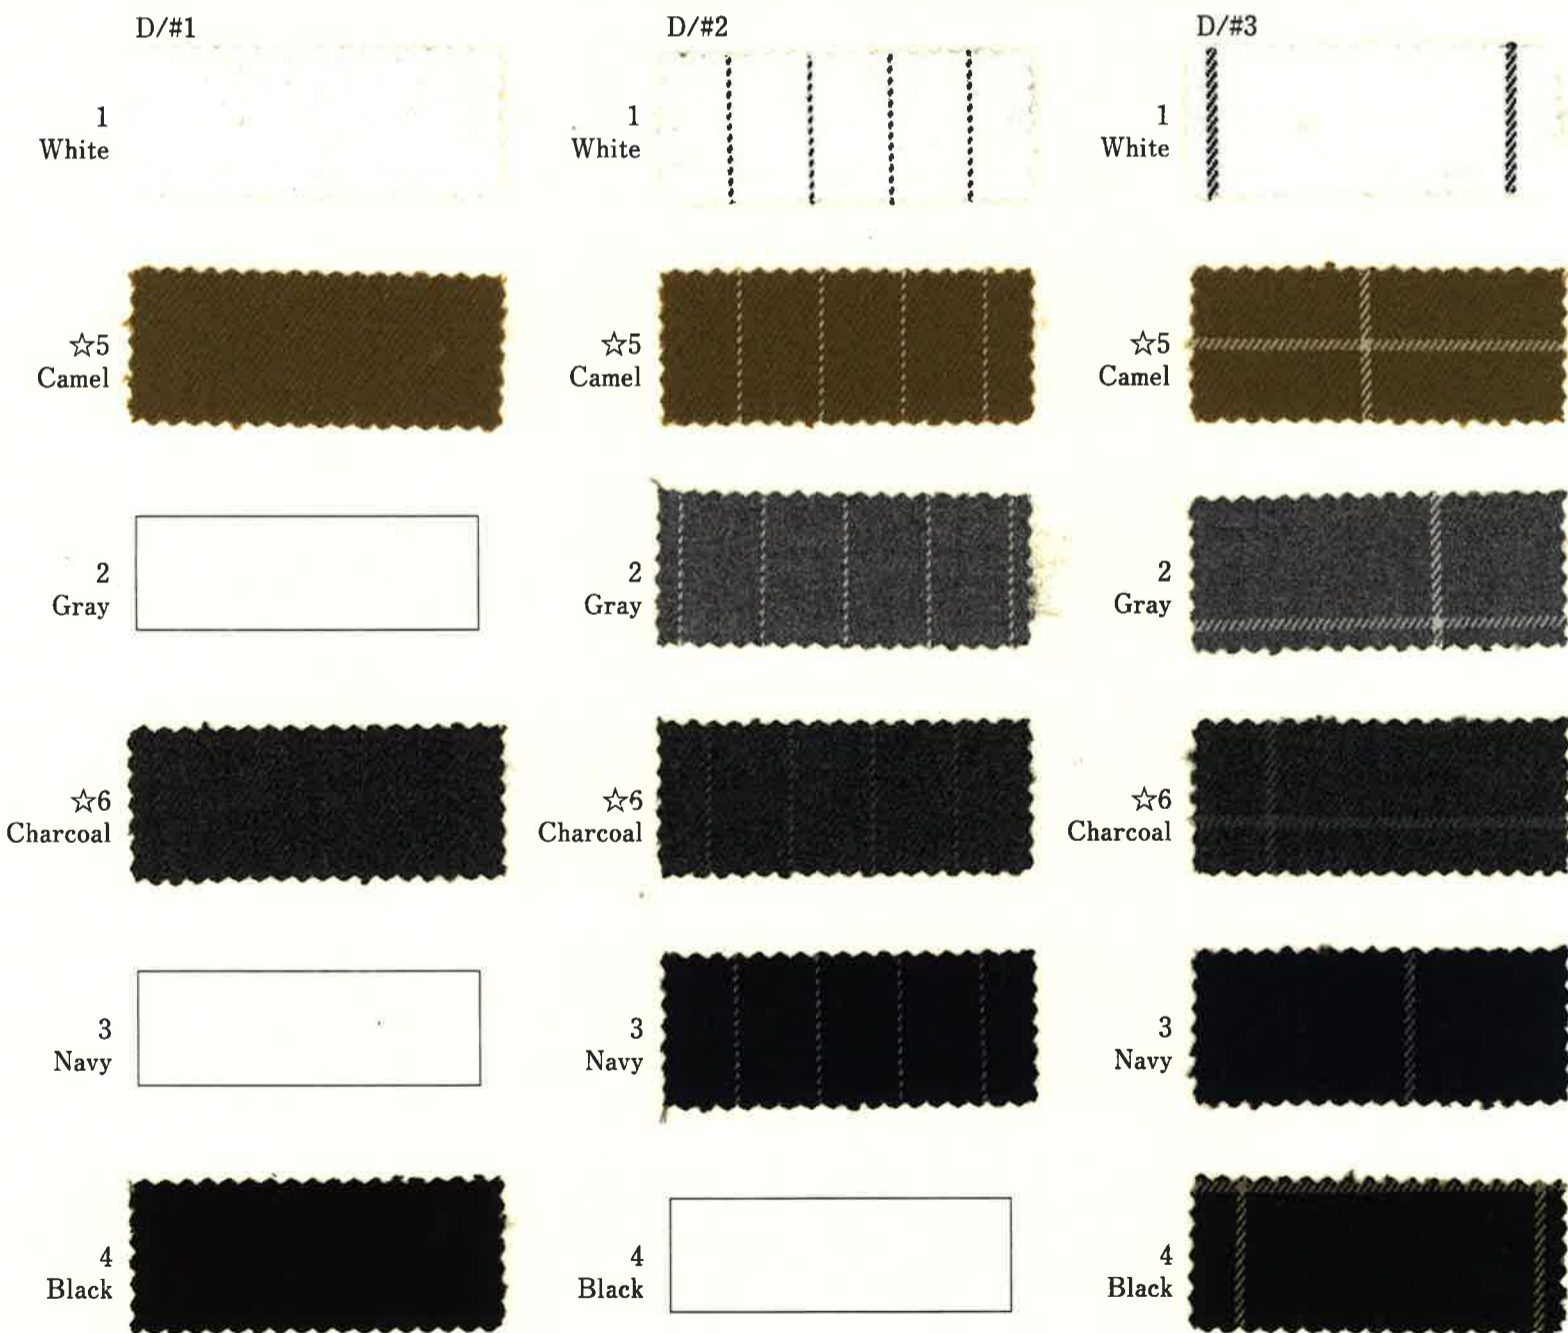 D/#1
D/#2
D/#3
1
White
1
White
1
White
☆5
Camel
☆5
Camel
☆5
Camel
2
Gray
2
Gray
2
Gray
☆6
Charcoal
☆6
Charcoal
☆6
Charcoal
3
Navy
3
Navy
3
Navy
4
Black
4
Black
4
Black